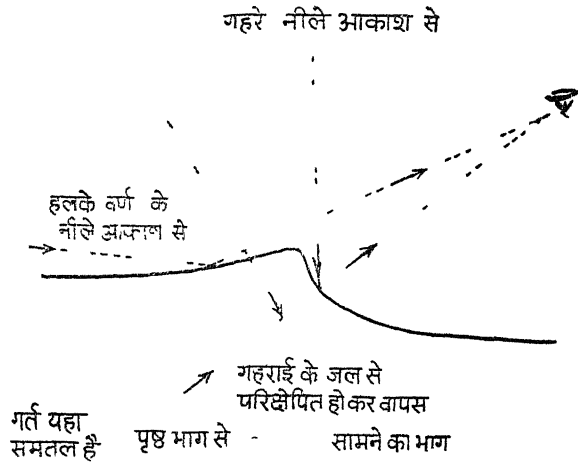 गहरे नीले आकाश से
हलके वर्ण के
नीले आकाश से
गहराई के जल से
परिक्षेपित होकर वापस
गर्त यहा
समतल है
पृष्ठ भाग से -
सामने का भाग